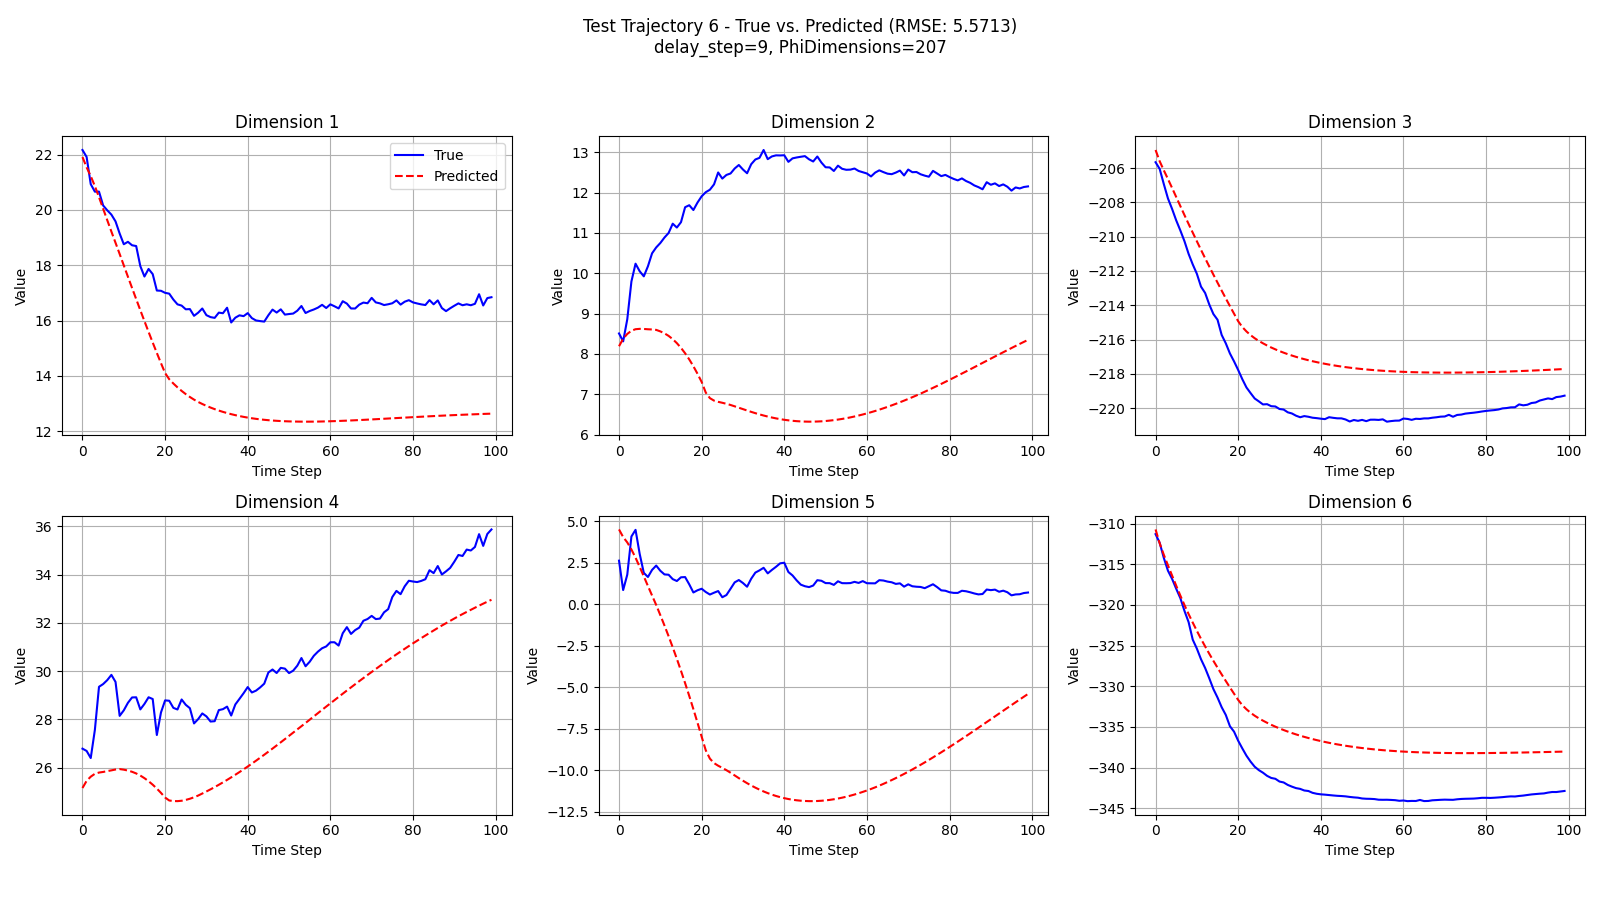 Test Trajectory 6 - True vs. Predicted (RMSE: 5.5713)
delay_step=9, PhiDimensions=207
Dimension 1
Value
22
20
18
16
14
12
0 20 40 60 80 100
Time Step
True
Predicted
Dimension 2
Value
13
12
11
10
9
8
7
6
0 20 40 60 80 100
Time Step
Dimension 3
Value
−206
−208
−210
−212
−214
−216
−218
−220
0 20 40 60 80 100
Time Step
Dimension 4
Value
36
34
32
30
28
26
0 20 40 60 80 100
Time Step
Dimension 5
Value
5.0
2.5
0.0
−2.5
−5.0
−7.5
−10.0
−12.5
0 20 40 60 80 100
Time Step
Dimension 6
Value
−310
−315
−320
−325
−330
−335
−340
−345
0 20 40 60 80 100
Time Step